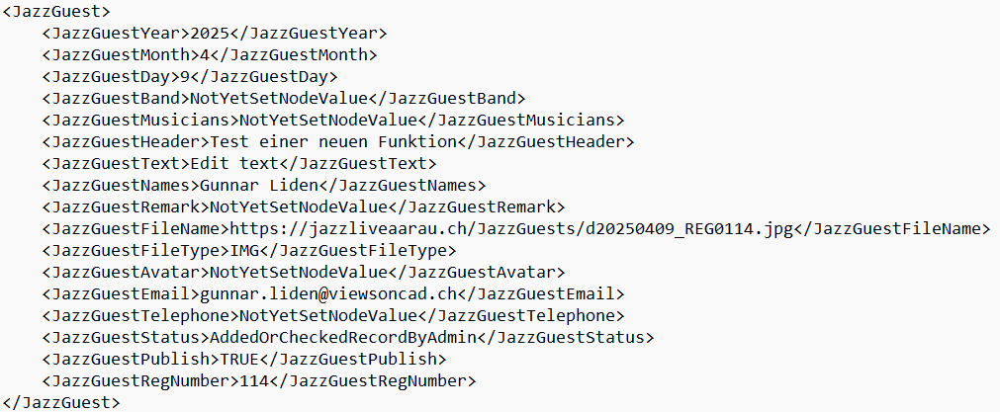 <JazzGuest>
    <JazzGuestYear>2025</JazzGuestYear>
    <JazzGuestMonth>4</JazzGuestMonth>
    <JazzGuestDay>9</JazzGuestDay>
    <JazzGuestBand>NotYetSetNodeValue</JazzGuestBand>
    <JazzGuestMusicians>NotYetSetNodeValue</JazzGuestMusicians>
    <JazzGuestHeader>Test einer neuen Funktion</JazzGuestHeader>
    <JazzGuestText>Edit text</JazzGuestText>
    <JazzGuestNames>Gunnar Liden</JazzGuestNames>
    <JazzGuestRemark>NotYetSetNodeValue</JazzGuestRemark>
    <JazzGuestFileName>https://jazzliveaarau.ch/JazzGuests/d20250409_REG0114.jpg</JazzGuestFileName>
    <JazzGuestFileType>IMG</JazzGuestFileType>
    <JazzGuestAvatar>NotYetSetNodeValue</JazzGuestAvatar>
    <JazzGuestEmail>gunnar.liden@viewsoncad.ch</JazzGuestEmail>
    <JazzGuestTelephone>NotYetSetNodeValue</JazzGuestTelephone>
    <JazzGuestStatus>AddedOrCheckedRecordByAdmin</JazzGuestStatus>
    <JazzGuestPublish>TRUE</JazzGuestPublish>
    <JazzGuestRegNumber>114</JazzGuestRegNumber>
</JazzGuest>